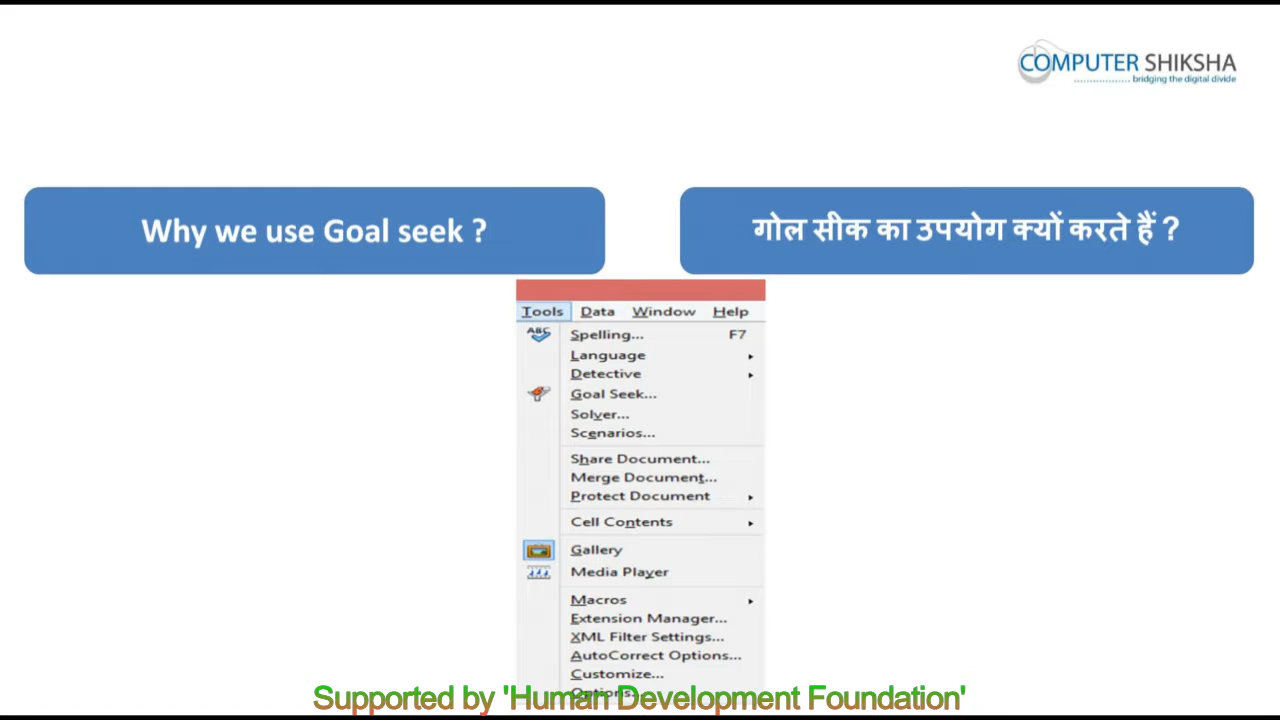 COMPUTER SHIKSHA
bridging the digital divide
Why we use Goal seek ?
गोल सीक का उपयोग क्यों करते हैं ?
Tools Data Window Help
ABC Spelling... F7
Language
Detective
Goal Seek...
Solver...
Scenarios...
Share Document...
Merge Document...
Protect Document
Cell Contents
Gallery
Media Player
Macros
Extension Manager...
XML Filter Settings...
AutoCorrect Options...
Customize...
Options...
Supported by 'Human Development Foundation'